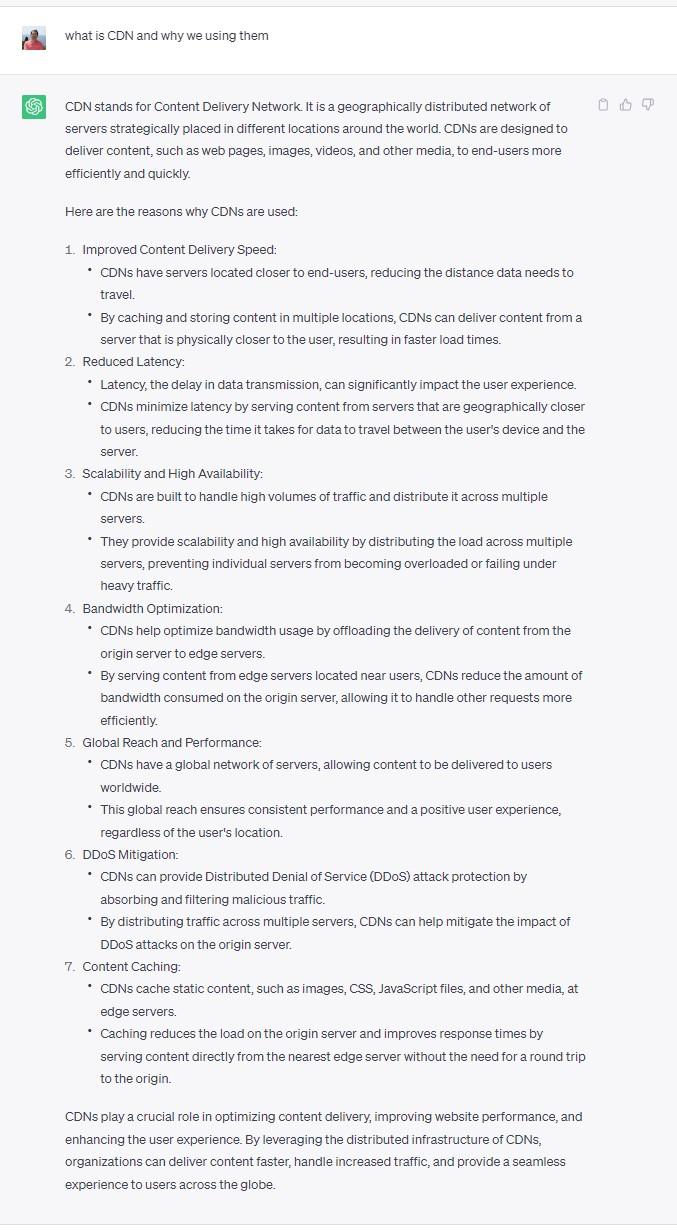 what is CDN and why we using them
CDN stands for Content Delivery Network. It is a geographically distributed network of
servers strategically placed in different locations around the world. CDNs are designed to
deliver content, such as web pages, images, videos, and other media, to end-users more
efficiently and quickly.
Here are the reasons why CDNs are used:
1. Improved Content Delivery Speed:
• CDNs have servers located closer to end-users, reducing the distance data needs to
travel.
• By caching and storing content in multiple locations, CDNs can deliver content from a
server that is physically closer to the user, resulting in faster load times.
2. Reduced Latency:
• Latency, the delay in data transmission, can significantly impact the user experience.
• CDNs minimize latency by serving content from servers that are geographically closer
to users, reducing the time it takes for data to travel between the user's device and the
server.
3. Scalability and High Availability:
• CDNs are built to handle high volumes of traffic and distribute it across multiple
servers.
• They provide scalability and high availability by distributing the load across multiple
servers, preventing individual servers from becoming overloaded or failing under
heavy traffic.
4. Bandwidth Optimization:
• CDNs help optimize bandwidth usage by offloading the delivery of content from the
origin server to edge servers.
• By serving content from edge servers located near users, CDNs reduce the amount of
bandwidth consumed on the origin server, allowing it to handle other requests more
efficiently.
5. Global Reach and Performance:
• CDNs have a global network of servers, allowing content to be delivered to users
worldwide.
• This global reach ensures consistent performance and a positive user experience,
regardless of the user's location.
6. DDoS Mitigation:
• CDNs can provide Distributed Denial of Service (DDoS) attack protection by
absorbing and filtering malicious traffic.
• By distributing traffic across multiple servers, CDNs can help mitigate the impact of
DDoS attacks on the origin server.
7. Content Caching:
• CDNs cache static content, such as images, CSS, JavaScript files, and other media, at
edge servers.
• Caching reduces the load on the origin server and improves response times by
serving content directly from the nearest edge server without the need for a round trip
to the origin.
CDNs play a crucial role in optimizing content delivery, improving website performance, and
enhancing the user experience. By leveraging the distributed infrastructure of CDNs,
organizations can deliver content faster, handle increased traffic, and provide a seamless
experience to users across the globe.